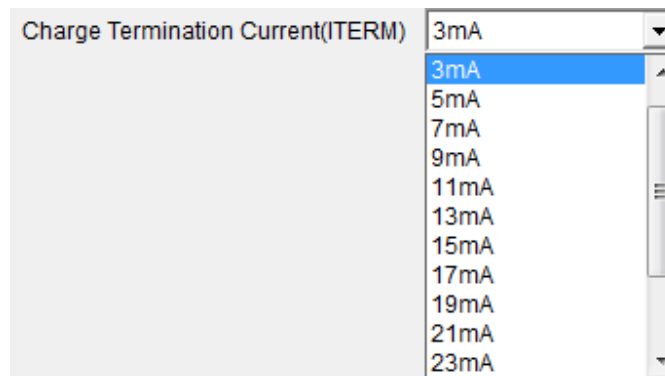 Charge Termination Current(ITERM) 3mA
3mA
5mA
7mA
9mA
11mA
13mA
15mA
17mA
19mA
21mA
23mA